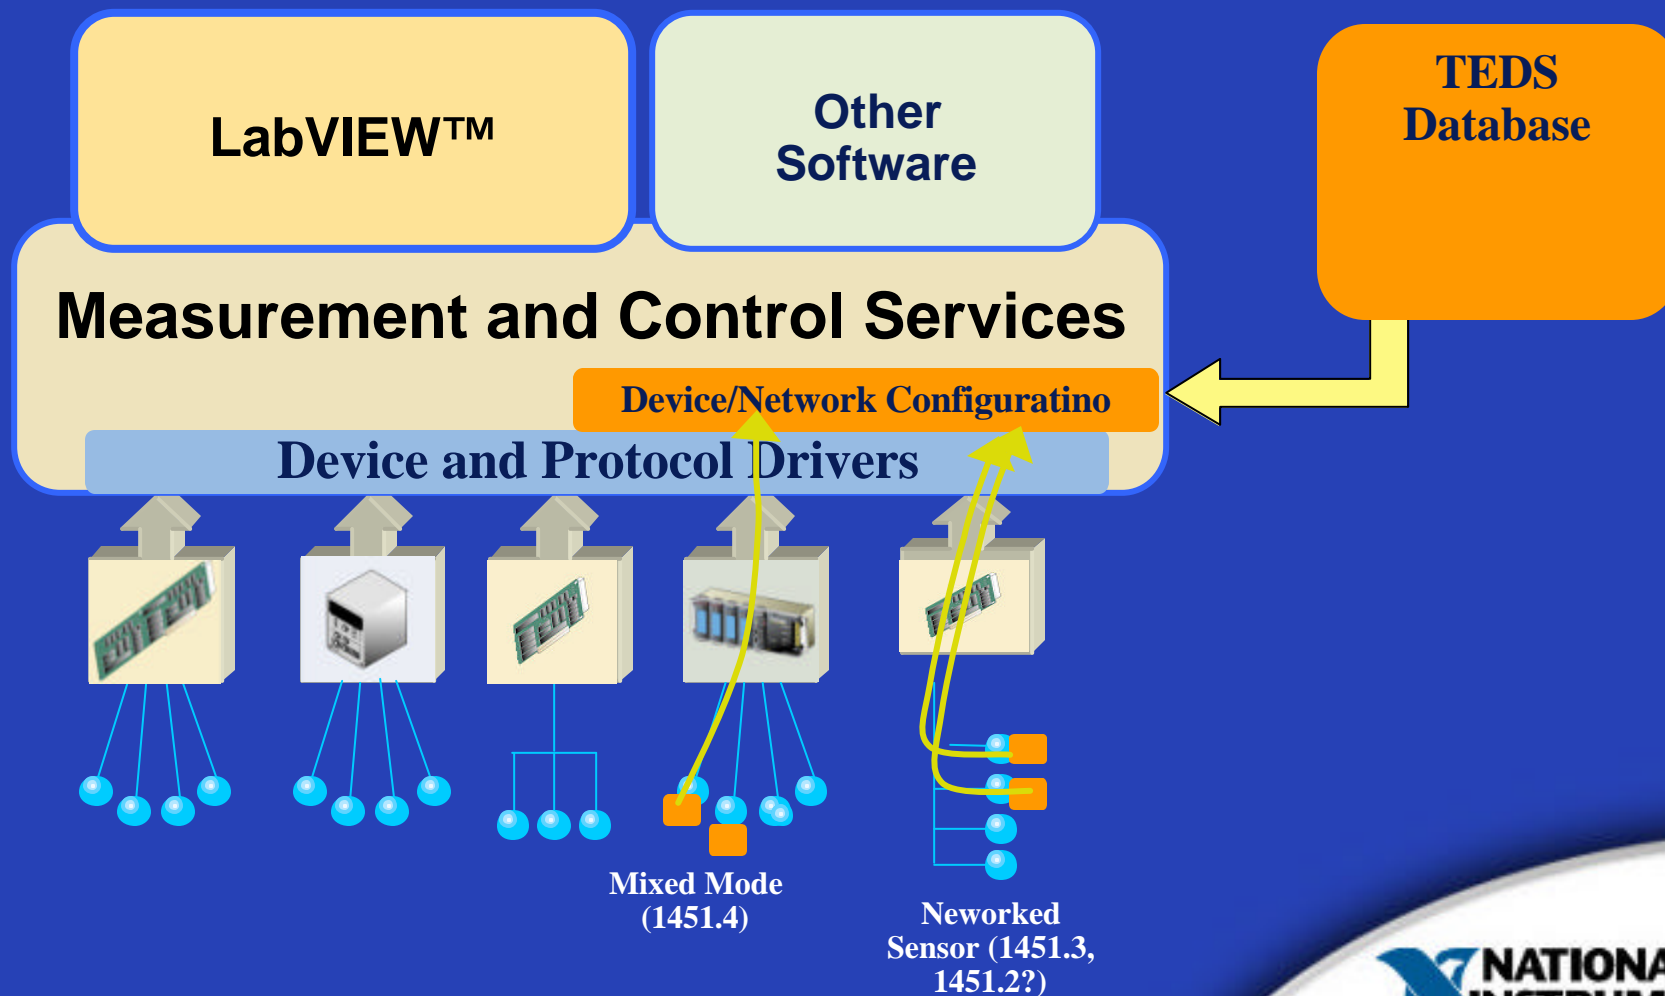 LabVIEW™
Other
Software
TEDS
Database
Measurement and Control Services
Device/Network Configuratino
Device and Protocol Drivers
Mixed Mode
(1451.4)
Neworked
Sensor (1451.3,
1451.2?)
NATIONA